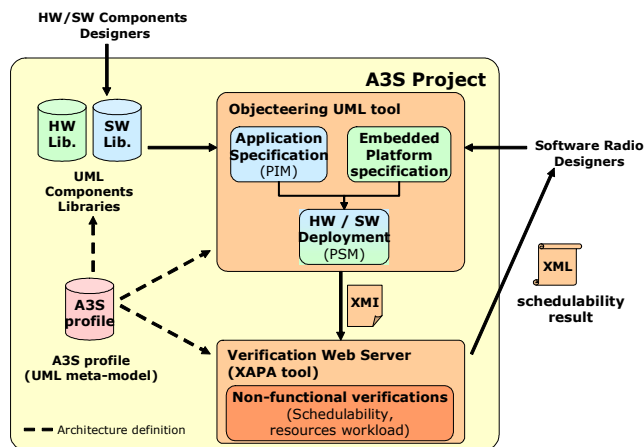 HW/SW Components
Designers
A3S Project
HW
Lib.
SW
Lib.
UML
Components
Libraries
Objecteering UML tool
Application
Specification
(PIM)
Embedded
Platform
specification
HW / SW
Deployment
(PSM)
Software Radio
Designers
XML
schedulability
result
XMI
A3S
profile
A3S profile
(UML meta-model)
Verification Web Server
(XAPA tool)
Non-functional verifications
(Schedulability,
resources workload)
Architecture definition